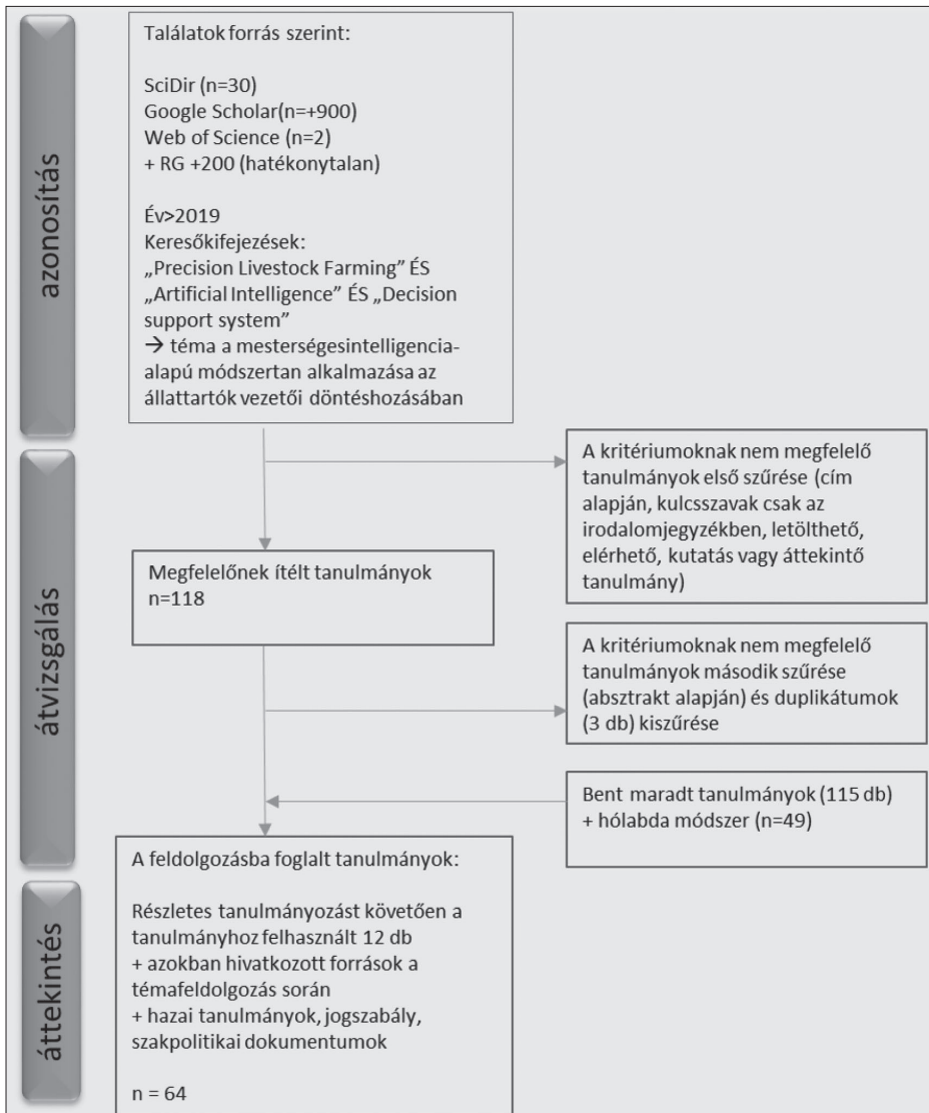 azonosítás
Találatok forrás szerint:
SciDir (n=30)
Google Scholar(n=+900)
Web of Science (n=2)
+ RG +200 (hatékonytalan)
Év>2019
Keresőkifejezések:
„Precision Livestock Farming” ÉS
„Artificial Intelligence” ÉS „Decision
support system”
→ téma a mesterségesintelligencia-
alapú módszertan alkalmazása az
állattartók vezetői döntéshozásában
átvizsgálás
A kritériumoknak nem megfelelő
tanulmányok első szűrése (cím
alapján, kulcsszavak csak az
irodalomjegyzékben, letölthető,
elérhető, kutatás vagy áttekintő
tanulmány)
Megfelelőnek ítélt tanulmányok
n=118
A kritériumoknak nem megfelelő
tanulmányok második szűrése
(absztrakt alapján) és duplikátumok
(3 db) kiszűrése
Bent maradt tanulmányok (115 db)
+ hólabda módszer (n=49)
áttekintés
A feldolgozásba foglalt tanulmányok:
Részletes tanulmányozást követően a
tanulmányhoz felhasznált 12 db
+ azokban hivatkozott források a
témafeldolgozás során
+ hazai tanulmányok, jogszabály,
szakpolitikai dokumentumok
n = 64